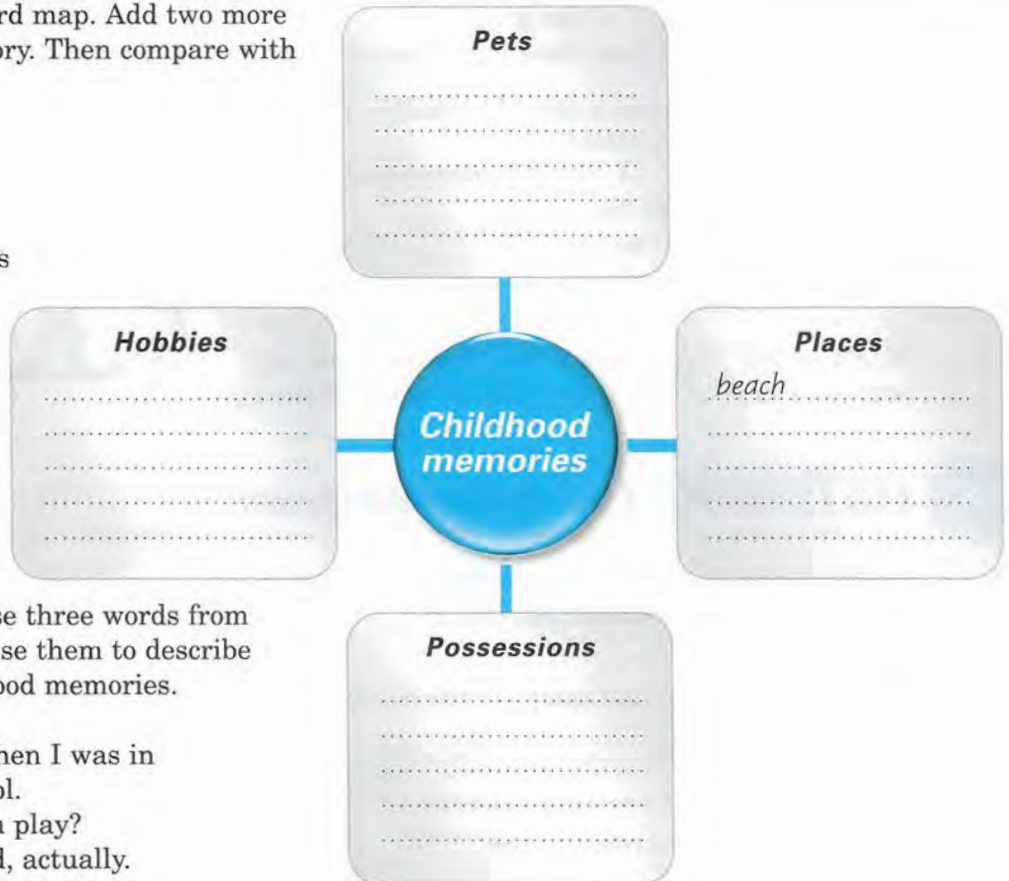 rd map. Add two more
ory. Then compare with
s
Pets
Hobbies
Childhood
memories
Places
beach
Possessions
se three words from
se them to describe
ood memories.
hen I was in
ol.
u play?
d, actually.